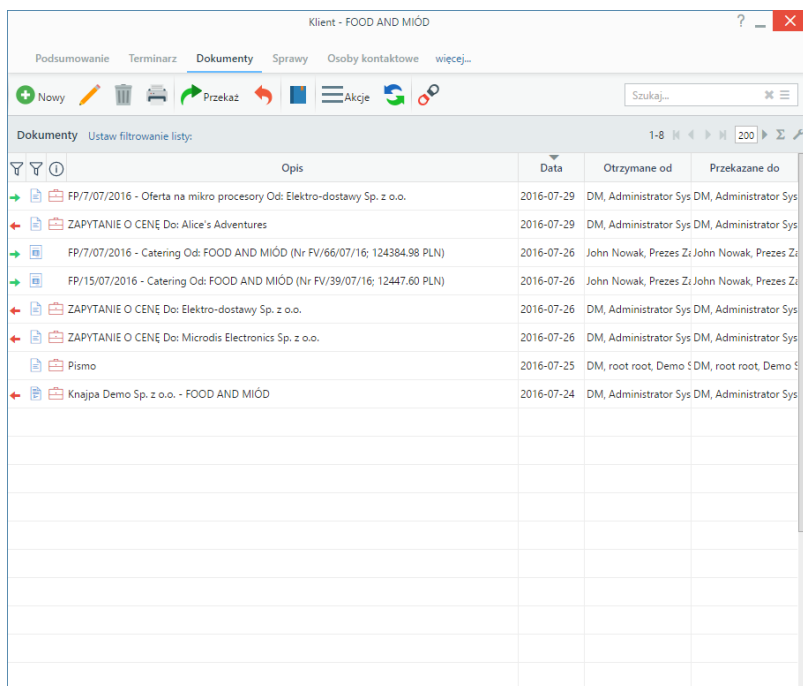 Klient - FOOD AND MIÓD
Podsumowanie Terminarz Dokumenty Sprawy Osoby kontaktowe więcej...
Nowy Przekaż Akcje Szukaj...
Dokumenty Ustaw filtrowanie listy: 1-8 200
Opis Data Otrzymane od Przekazane do
FP/7/07/2016 - Oferta na mikro procesory Od: Elektro-dostawy Sp. z o.o. 2016-07-29 DM, Administrator Sys DM, Administrator Sys
ZAPYTANIE O CENĘ Do: Alice's Adventures 2016-07-29 DM, Administrator Sys DM, Administrator Sys
FP/7/07/2016 - Catering Od: FOOD AND MIÓD (Nr FV/66/07/16; 124384.98 PLN) 2016-07-26 John Nowak, Prezes Za John Nowak, Prezes Za
FP/15/07/2016 - Catering Od: FOOD AND MIÓD (Nr FV/39/07/16; 12447.60 PLN) 2016-07-26 John Nowak, Prezes Za John Nowak, Prezes Za
ZAPYTANIE O CENĘ Do: Elektro-dostawy Sp. z o.o. 2016-07-26 DM, Administrator Sys DM, Administrator Sys
ZAPYTANIE O CENĘ Do: Microdis Electronics Sp. z o.o. 2016-07-26 DM, Administrator Sys DM, Administrator Sys
Pismo 2016-07-25 DM, root root, Demo S DM, root root, Demo S
Knajpa Demo Sp. z o.o. - FOOD AND MIÓD 2016-07-24 DM, Administrator Sys DM, Administrator Sys